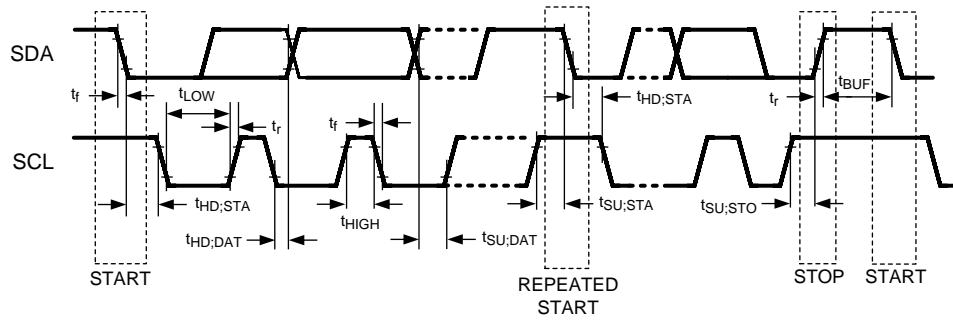 SDA
t_f
t_LOW
t_r
t_f
t_HD;STA
t_r
t_BUF
SCL
t_HD;STA
t_HD;DAT
t_HIGH
t_SU;DAT
t_SU;STA
t_SU;STO
START
REPEATED
START
STOP
START